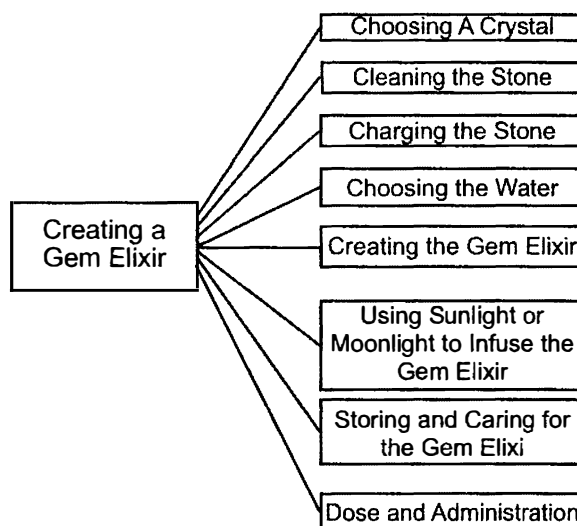 Choosing A Crystal
Cleaning the Stone
Charging the Stone
Choosing the Water
Creating a
Gem Elixir
Creating the Gem Elixir
Using Sunlight or
Moonlight to Infuse the
Gem Elixir
Storing and Caring for
the Gem Elixi
Dose and Administration